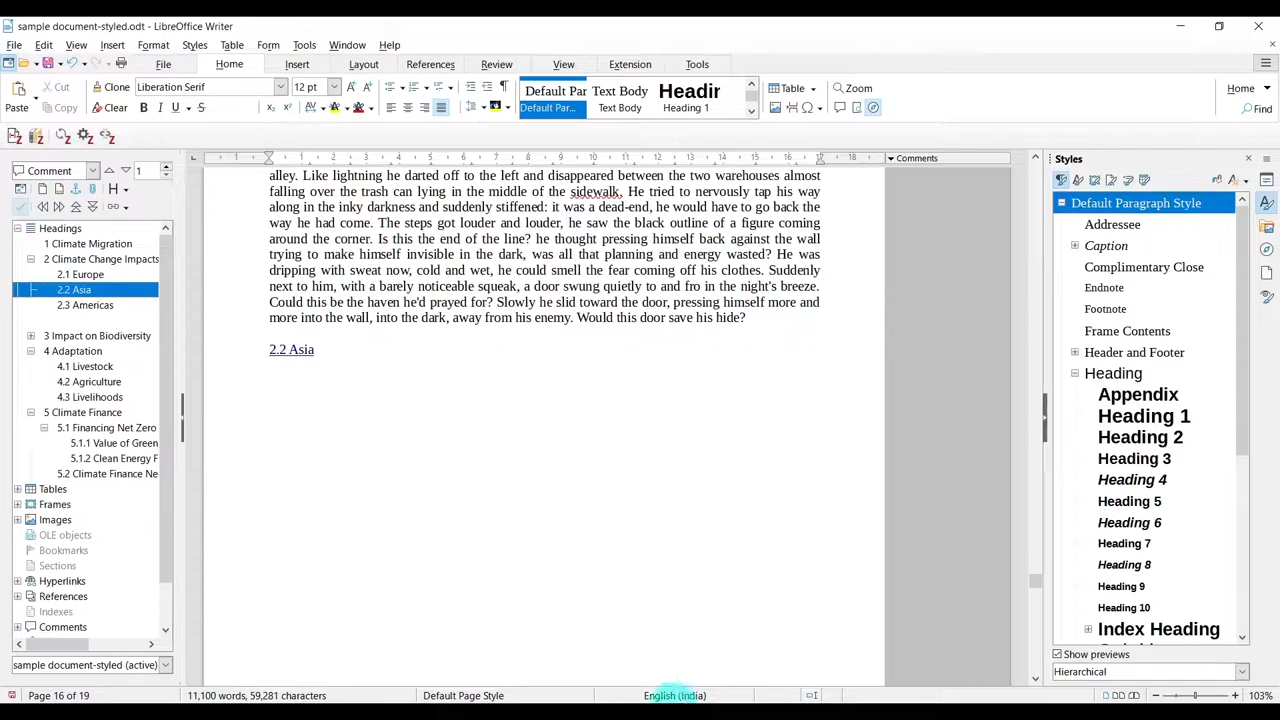 sample document-styled.odt - LibreOffice Writer
File Edit View Insert Format Styles Table Form Tools Window Help
File Home Insert Layout References Review View Extension Tools
Paste Cut Clone Liberation Serif 12 pt Default Par Text Body Headir Table Zoom Home
Copy Clear Default Par... Text Body Heading 1 Find
Comment 1
1 1 2 3 4 5 6 7 8 9 10 11 12 13 14 15 16 17 18 Comments
Styles
Headings
1 Climate Migration
2 Climate Change Impacts
2.1 Europe
2.2 Asia
2.3 Americas
3 Impact on Biodiversity
4 Adaptation
4.1 Livestock
4.2 Agriculture
4.3 Livelihoods
5 Climate Finance
5.1 Financing Net Zero
5.1.1 Value of Green
5.1.2 Clean Energy F
5.2 Climate Finance Ne
Tables
Frames
Images
OLE objects
Bookmarks
Sections
Hyperlinks
References
Indexes
Comments
sample document-styled (active)
alley. Like lightning he darted off to the left and disappeared between the two warehouses almost
falling over the trash can lying in the middle of the sidewalk, He tried to nervously tap his way
along in the inky darkness and suddenly stiffened: it was a dead-end, he would have to go back the
way he had come. The steps got louder and louder, he saw the black outline of a figure coming
around the corner. Is this the end of the line? he thought pressing himself back against the wall
trying to make himself invisible in the dark, was all that planning and energy wasted? He was
dripping with sweat now, cold and wet, he could smell the fear coming off his clothes. Suddenly
next to him, with a barely noticeable squeak, a door swung quietly to and fro in the night's breeze.
Could this be the haven he'd prayed for? Slowly he slid toward the door, pressing himself more and
more into the wall, into the dark, away from his enemy. Would this door save his hide?
2.2 Asia
Default Paragraph Style
Addressee
Caption
Complimentary Close
Endnote
Footnote
Frame Contents
Header and Footer
Heading
Appendix
Heading 1
Heading 2
Heading 3
Heading 4
Heading 5
Heading 6
Heading 7
Heading 8
Heading 9
Heading 10
Index Heading
Show previews
Hierarchical
Page 16 of 19 11,100 words, 59,281 characters Default Page Style English (India) 103%